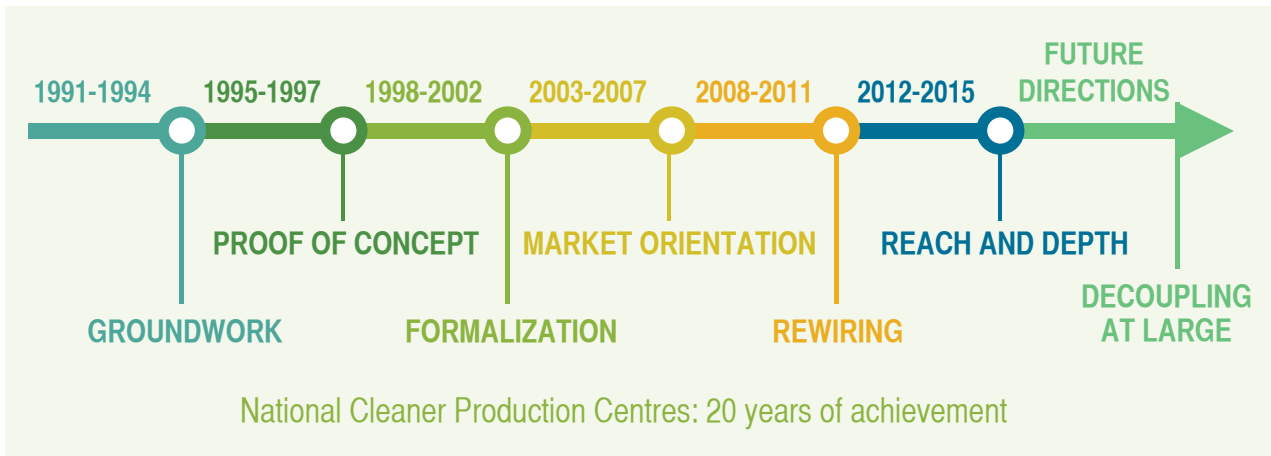 FUTURE
DIRECTIONS
1991-1994
1995-1997
1998-2002
2003-2007
2008-2011
2012-2015
PROOF OF CONCEPT
MARKET ORIENTATION
REACH AND DEPTH
GROUNDWORK
FORMALIZATION
REWIRING
DECOUPLING
AT LARGE
National Cleaner Production Centres: 20 years of achievement